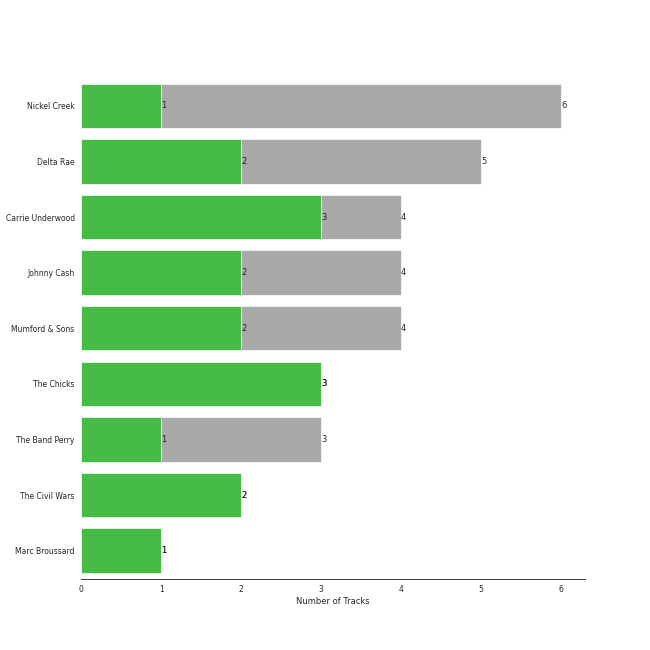 Nickel Creek 1 6
Delta Rae 2 5
Carrie Underwood 3 4
Johnny Cash 2 4
Mumford & Sons 2 4
The Chicks 3
The Band Perry 1 3
The Civil Wars 2
Marc Broussard 1
0 1 2 3 4 5 6
Number of Tracks